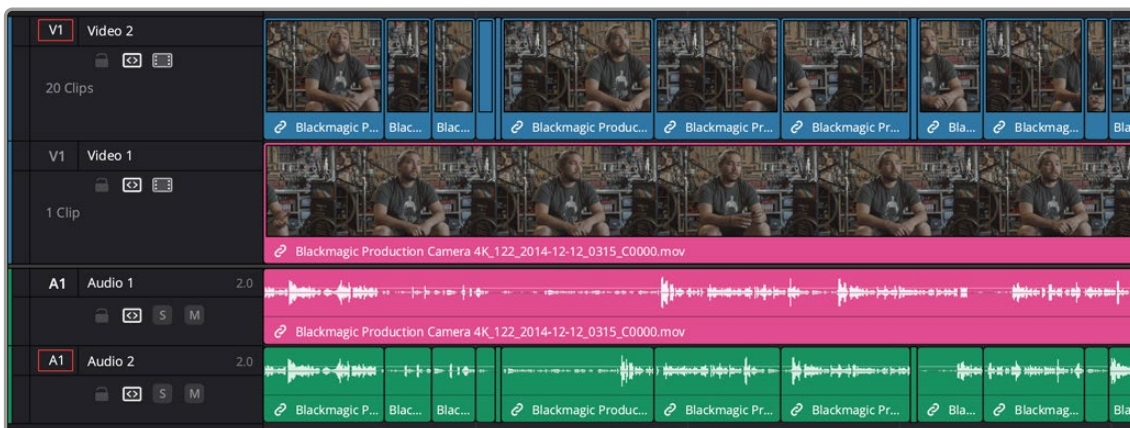 V1 Video 2
20 Clips
Blackmagic P... Blac... Blac... Blackmagic Produc... Blackmagic Pr... Blackmagic Pr... Bla... Blackmag... Bla
V1 Video 1
1 Clip
Blackmagic Production Camera 4K_122_2014-12-12_0315_C0000.mov
A1 Audio 1 2.0
S M
Blackmagic Production Camera 4K_122_2014-12-12_0315_C0000.mov
A1 Audio 2 2.0
S M
Blackmagic P... Blac... Blac... Blackmagic Produc... Blackmagic Pr... Blackmagic Pr... Bla... Blackmag... Bla